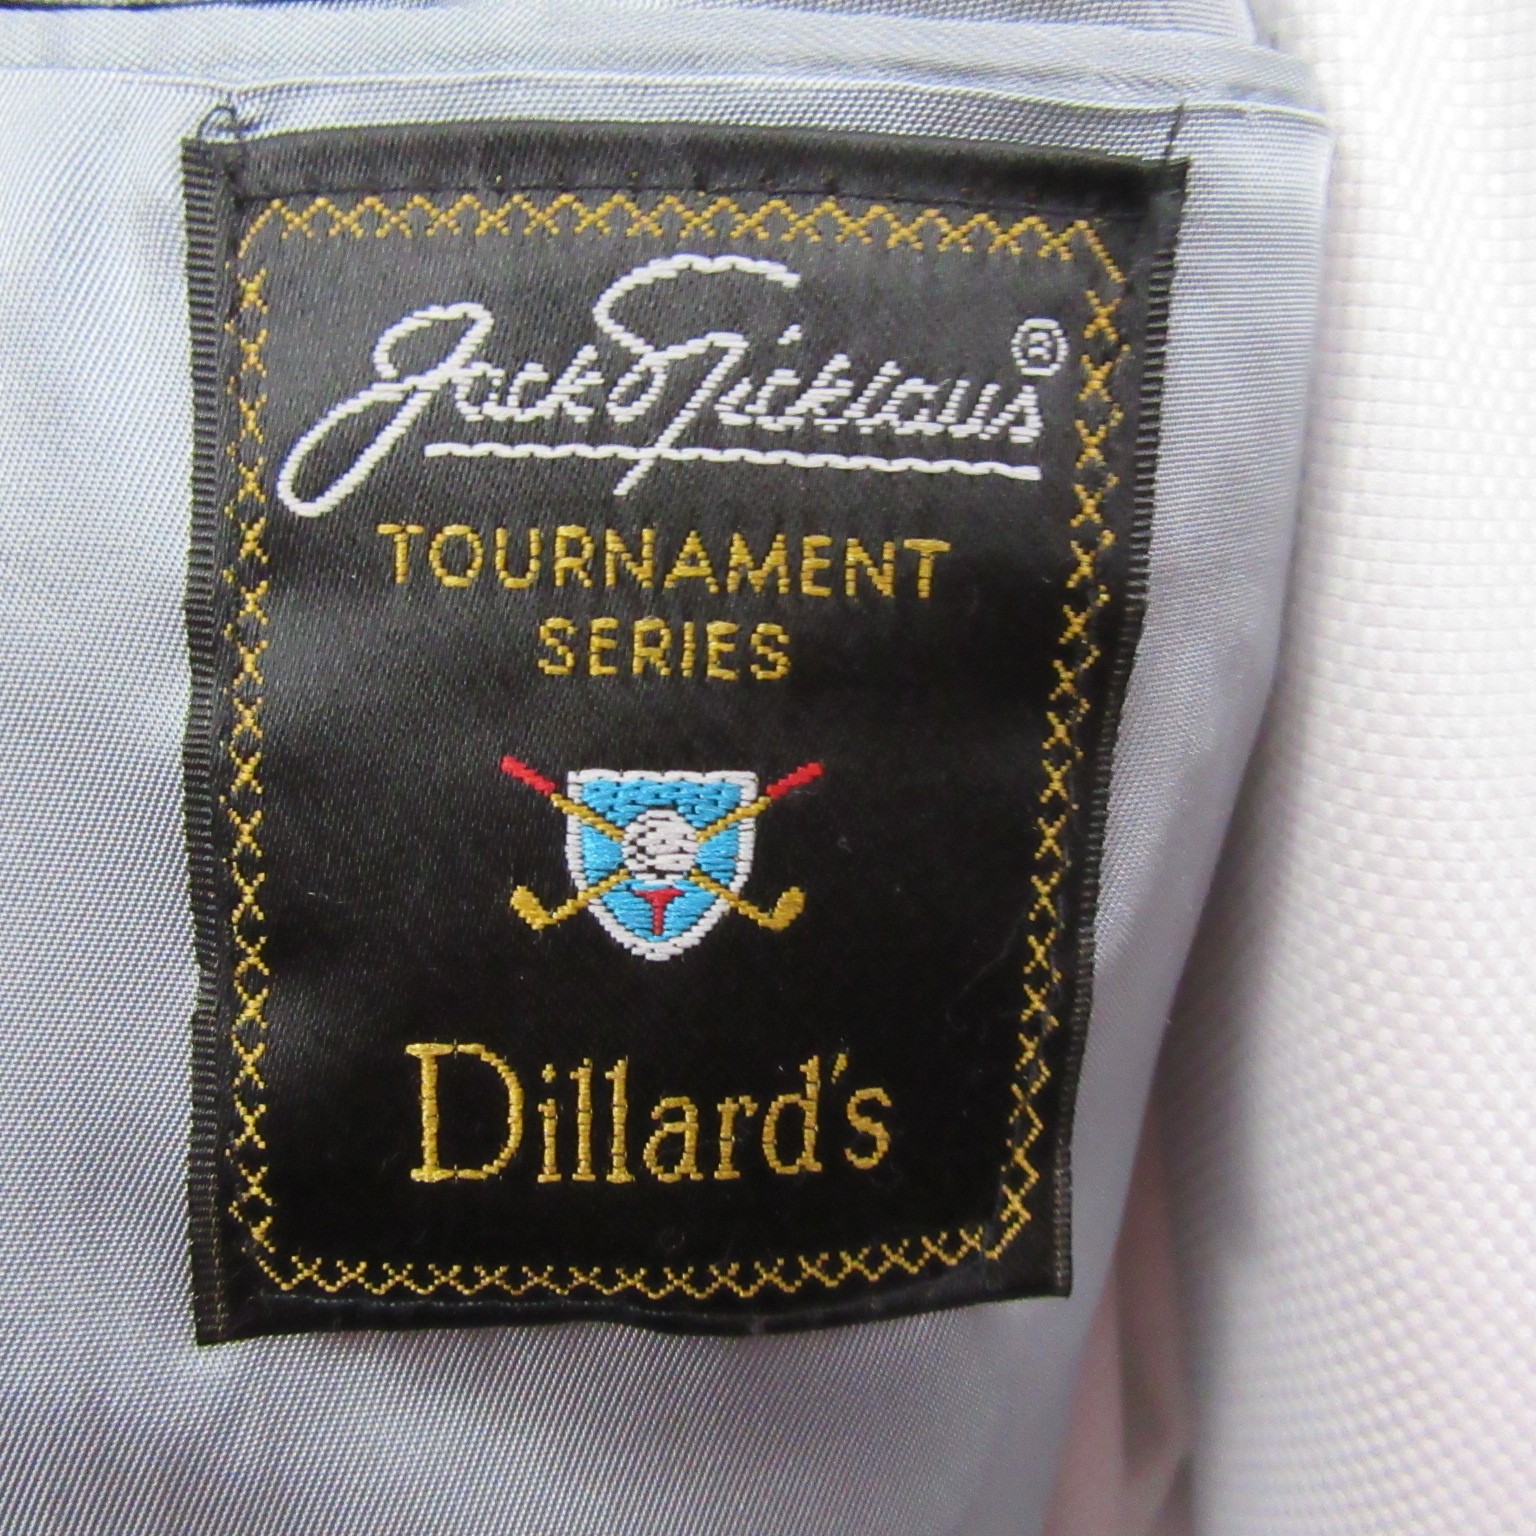 Jack Nicklaus®
TOURNAMENT
SERIES
Dillard's